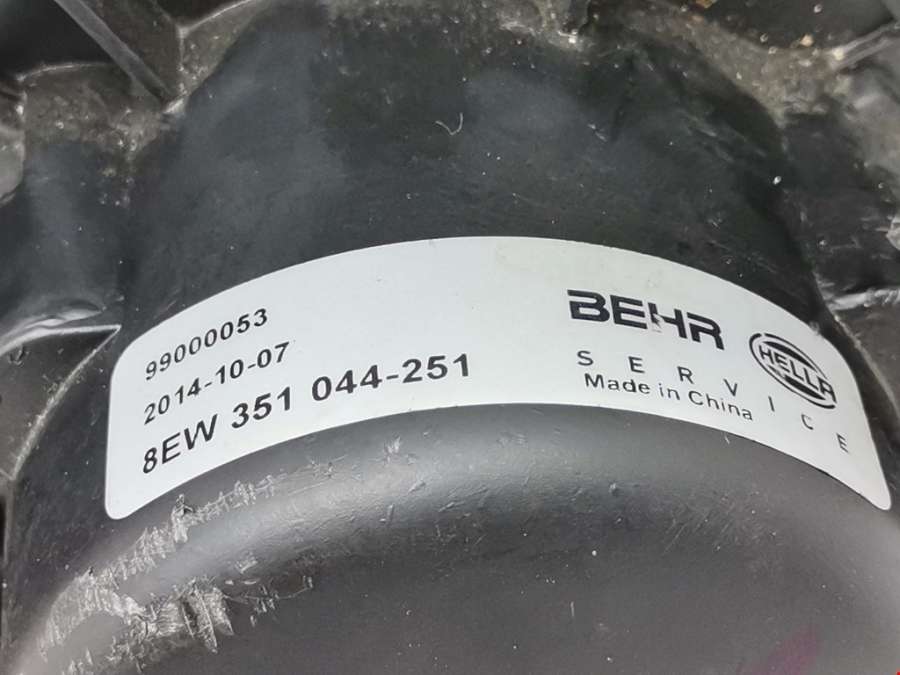 99000053
2014-10-07
8EW 351 044-251
BEHR
HELLA
SERVICE
Made in China